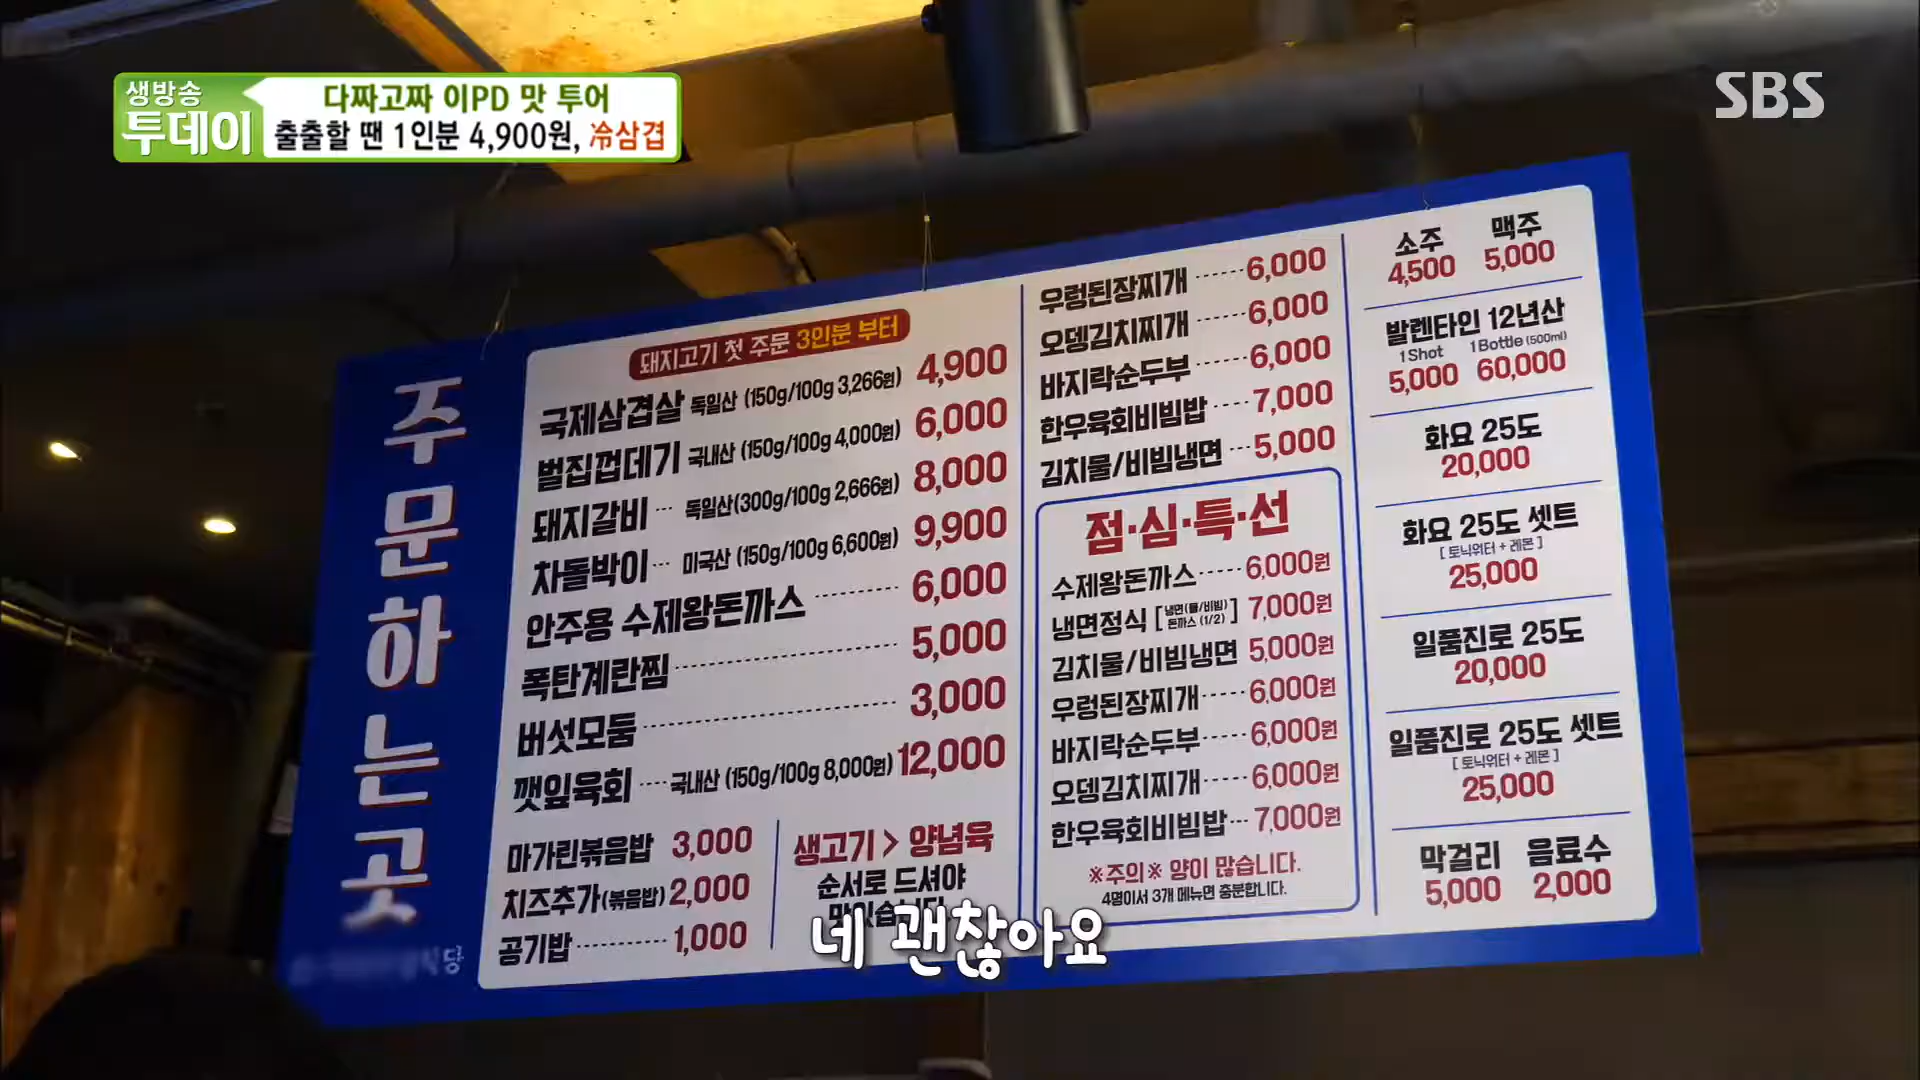 생방송
투데이
다짜고짜 이PD 맛 투어
출출할 땐 1인분 4,900원, 冷삼겹
SBS
주문하는곳
돼지고기 첫 주문 3인분 부터
국제삼겹살 독일산 (150g/100g 3,266원) 4,900
벌집껍데기 국내산 (150g/100g 4,000원) 6,000
돼지갈비 ··· 독일산(300g/100g 2,666원) 8,000
차돌박이 ··· 미국산 (150g/100g 6,600원) 9,900
안주용 수제왕돈까스 ········ 6,000
폭탄계란찜 ········ 5,000
버섯모둠 ········ 3,000
깻잎육회 ···· 국내산 (150g/100g 8,000원) 12,000
마가린볶음밥 3,000
치즈추가(볶음밥) 2,000
공기밥 ········ 1,000
생고기 > 양념육
순서로 드셔야
맛있습니다
우렁된장찌개 ······ 6,000
오뎅김치찌개 ······ 6,000
바지락순두부 ······ 6,000
한우육회비빔밥 ···· 7,000
김치물/비빔냉면 ··· 5,000
점·심·특·선
수제왕돈까스 ····· 6,000원
냉면정식 [냉면(물/비빔) 돈까스 (1/2)] 7,000원
김치물/비빔냉면 5,000원
우렁된장찌개 ····· 6,000원
바지락순두부 ····· 6,000원
오뎅김치찌개 ····· 6,000원
한우육회비빔밥 ··· 7,000원
※주의※ 양이 많습니다.
4명이서 3개 메뉴면 충분합니다.
소주 맥주
4,500 5,000
발렌타인 12년산
1Shot 1Bottle (500ml)
5,000 60,000
화요 25도
20,000
화요 25도 셋트
[ 토닉워터 + 레몬 ]
25,000
일품진로 25도
20,000
일품진로 25도 셋트
[ 토닉워터 + 레몬 ]
25,000
막걸리 음료수
5,000 2,000
네 괜찮아요